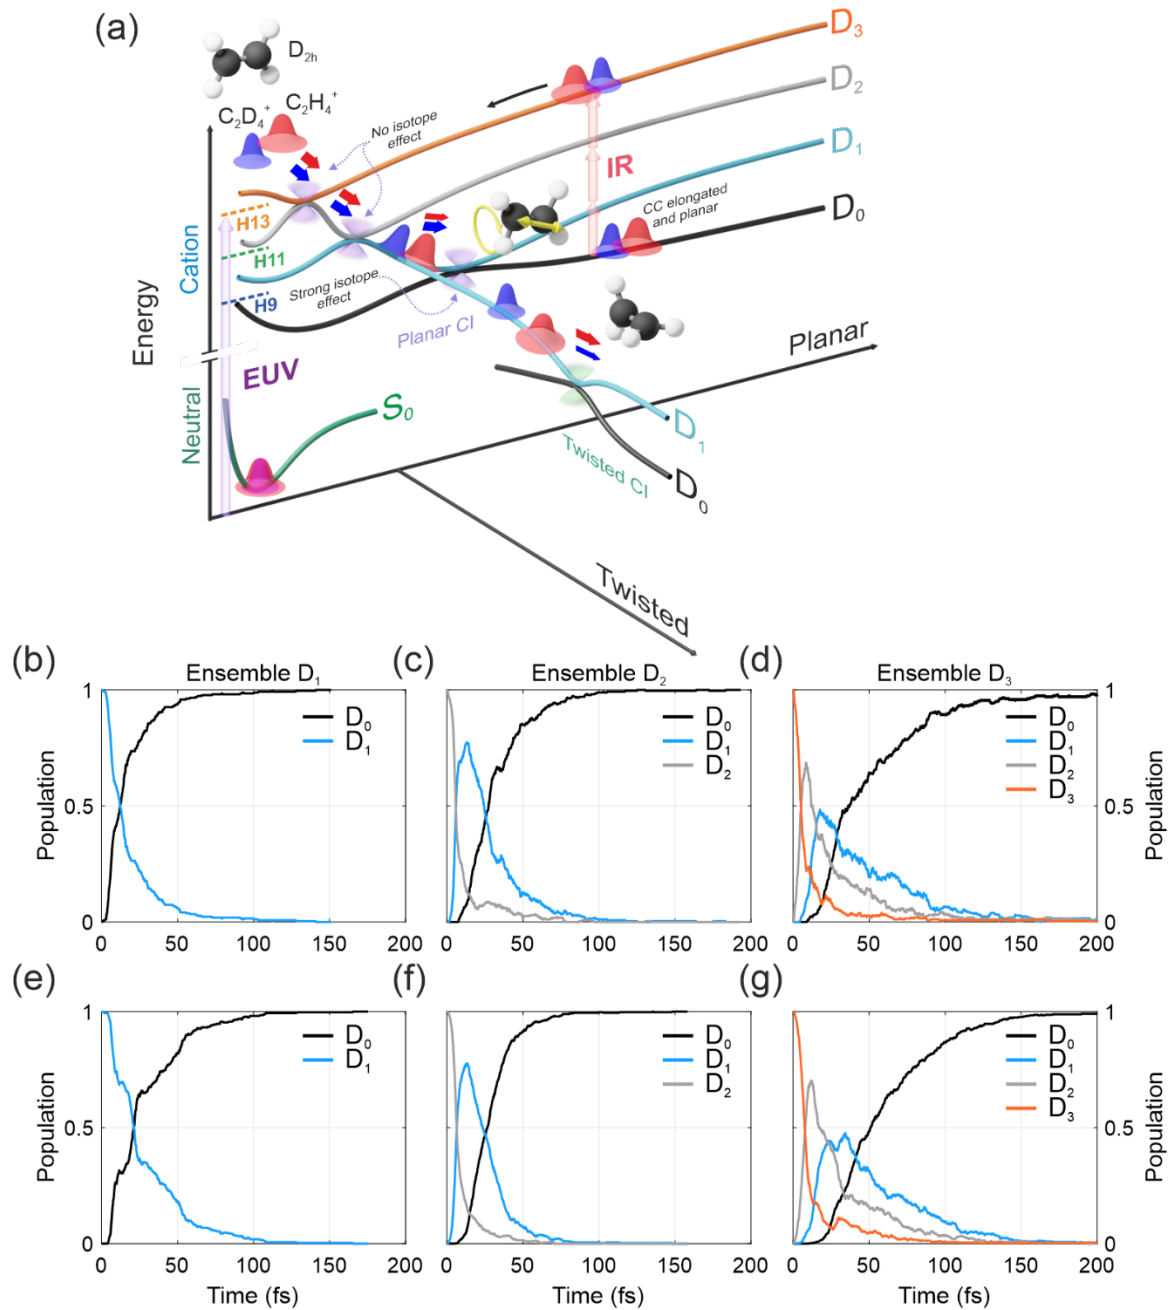 (a)
D2h
C2D4+
C2H4+
No isotope
effect
D3
D2
D1
D0
IR
CC elongated
and planar
H13
H11
H9
Cation
Energy
Neutral
EUV
S0
Strong isotope
effect
Planar CI
Planar
Twisted CI
D1
D0
Twisted
(b)
Ensemble D1
Population
1
0.5
0
D0
D1
0
50
100
150
200
(c)
Ensemble D2
D0
D1
D2
0
50
100
150
200
(d)
Ensemble D3
D0
D1
D2
D3
1
0.5
0
Population
0
50
100
150
200
(e)
Population
1
0.5
0
D0
D1
0
50
100
150
200
Time (fs)
(f)
D0
D1
D2
0
50
100
150
200
Time (fs)
(g)
D0
D1
D2
D3
1
0.5
0
Population
0
50
100
150
200
Time (fs)